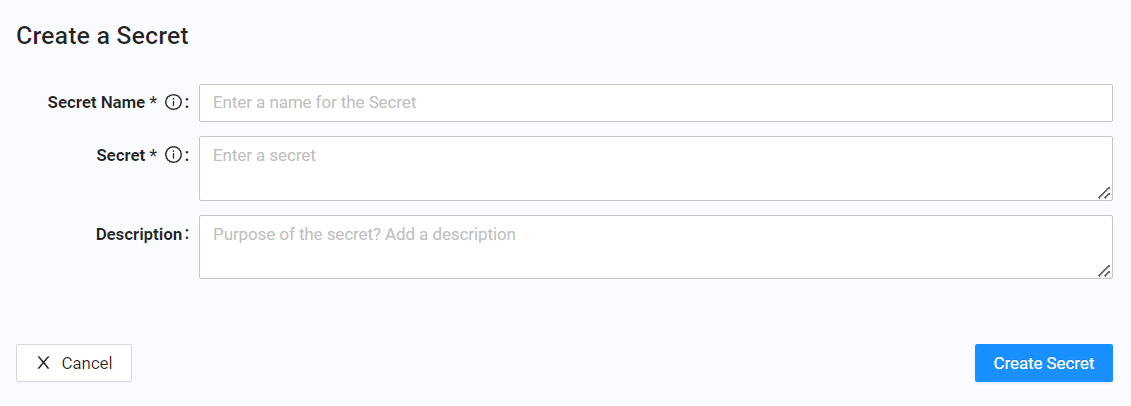 Create a Secret
Secret Name * : Enter a name for the Secret
Secret * : Enter a secret
Description : Purpose of the secret? Add a description
X Cancel
Create Secret